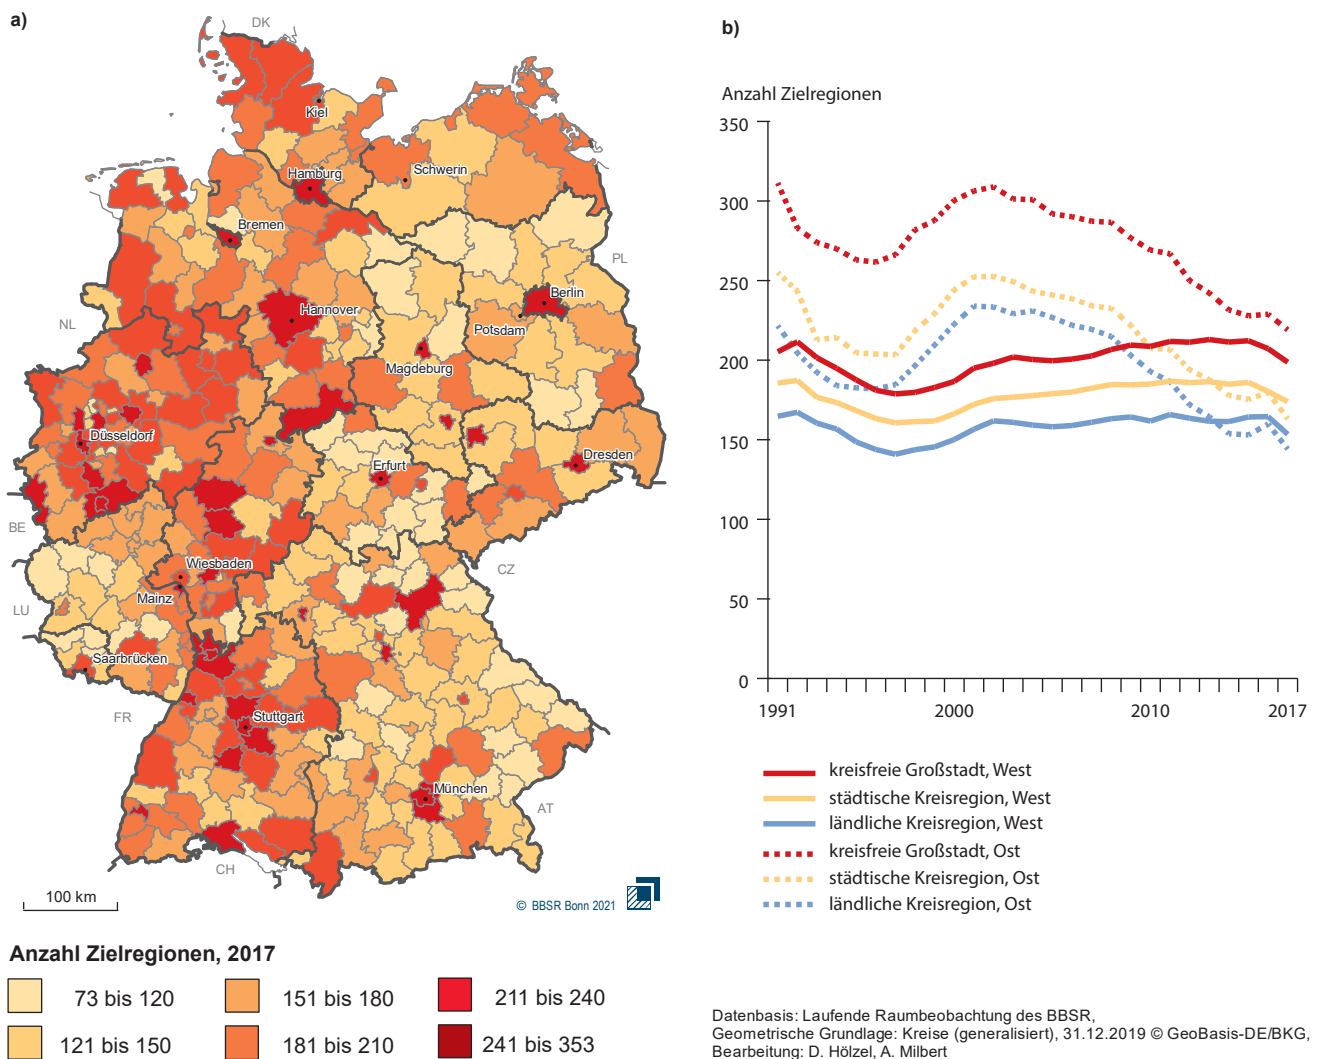 a)
DK
Kiel
Schwerin
Hamburg
Bremen
PL
Berlin
Hannover
Potsdam
NL
Magdeburg
Düsseldorf
Dresden
Erfurt
BE
Wiesbaden
CZ
Mainz
LU
Saarbrücken
FR
Stuttgart
München
AT
CH
100 km
© BBSR Bonn 2021
Anzahl Zielregionen, 2017
73 bis 120
151 bis 180
211 bis 240
121 bis 150
181 bis 210
241 bis 353
b)
Anzahl Zielregionen
350
300
250
200
150
100
50
0
1991
2000
2010
2017
kreisfreie Großstadt, West
städtische Kreisregion, West
ländliche Kreisregion, West
kreisfreie Großstadt, Ost
städtische Kreisregion, Ost
ländliche Kreisregion, Ost
Datenbasis: Laufende Raumbeobachtung des BBSR,
Geometrische Grundlage: Kreise (generalisiert), 31.12.2019 © GeoBasis-DE/BKG,
Bearbeitung: D. Hölzel, A. Milbert